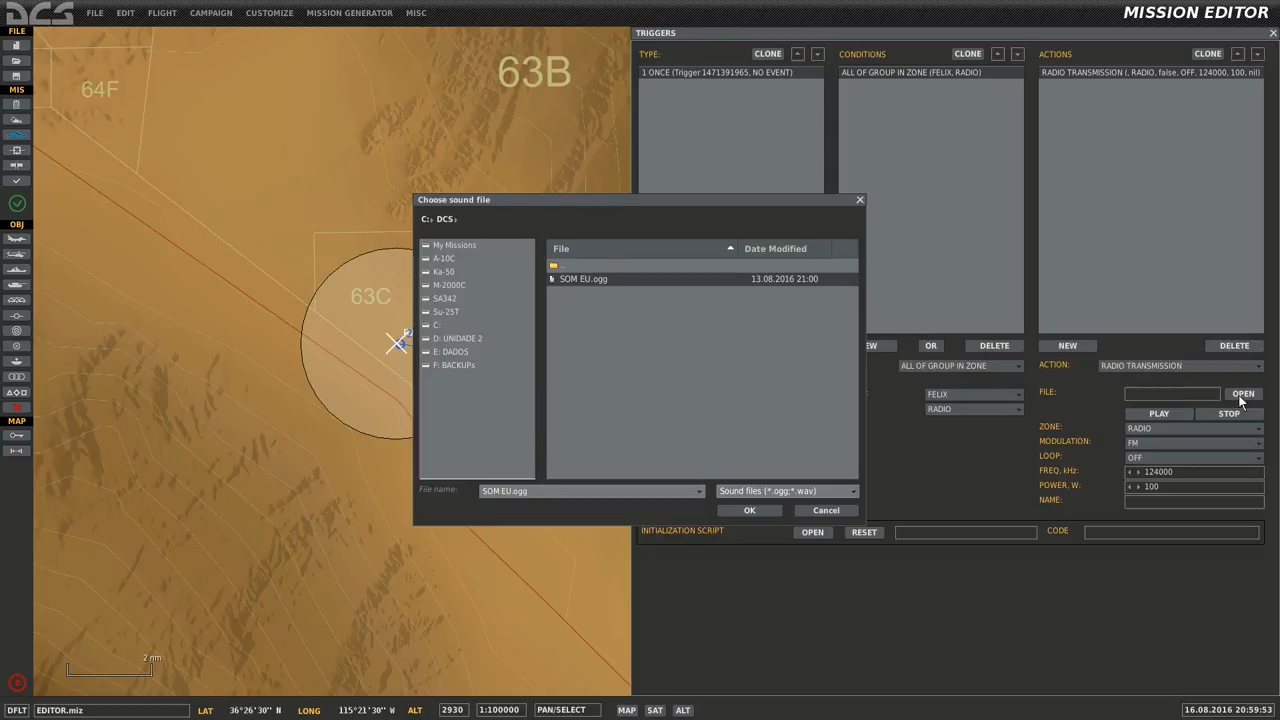 DCS
FILE EDIT FLIGHT CAMPAIGN CUSTOMIZE MISSION GENERATOR MISC
MISSION EDITOR
FILE
MIS
OBJ
MAP
64F
63B
63C
2 nm
TRIGGERS
TYPE: CLONE
CONDITIONS CLONE
ACTIONS CLONE
1 ONCE (Trigger 1471391965, NO EVENT)
ALL OF GROUP IN ZONE (FELIX, RADIO)
RADIO TRANSMISSION (, RADIO, false, OFF, 124000, 100, nil)
Choose sound file
C: DCS
My Missions
A-10C
Ka-50
M-2000C
SA342
Su-25T
C:
D: UNIDADE 2
E: DADOS
F: BACKUPs
File Date Modified
..
SOM EU.ogg 13.08.2016 21:00
File name: SOM EU.ogg Sound files (*.ogg;*.wav)
OK Cancel
EW OR DELETE
NEW DELETE
ALL OF GROUP IN ZONE
FELIX
RADIO
ACTION: RADIO TRANSMISSION
FILE: OPEN
PLAY STOP
ZONE: RADIO
MODULATION: FM
LOOP: OFF
FREQ, kHz: 124000
POWER, W: 100
NAME:
INITIALIZATION SCRIPT OPEN RESET CODE
DFLT EDITOR.miz LAT 36°26'30" N LONG 115°21'30" W ALT 2930 1:100000 PAN/SELECT MAP SAT ALT 16.08.2016 20:59:53